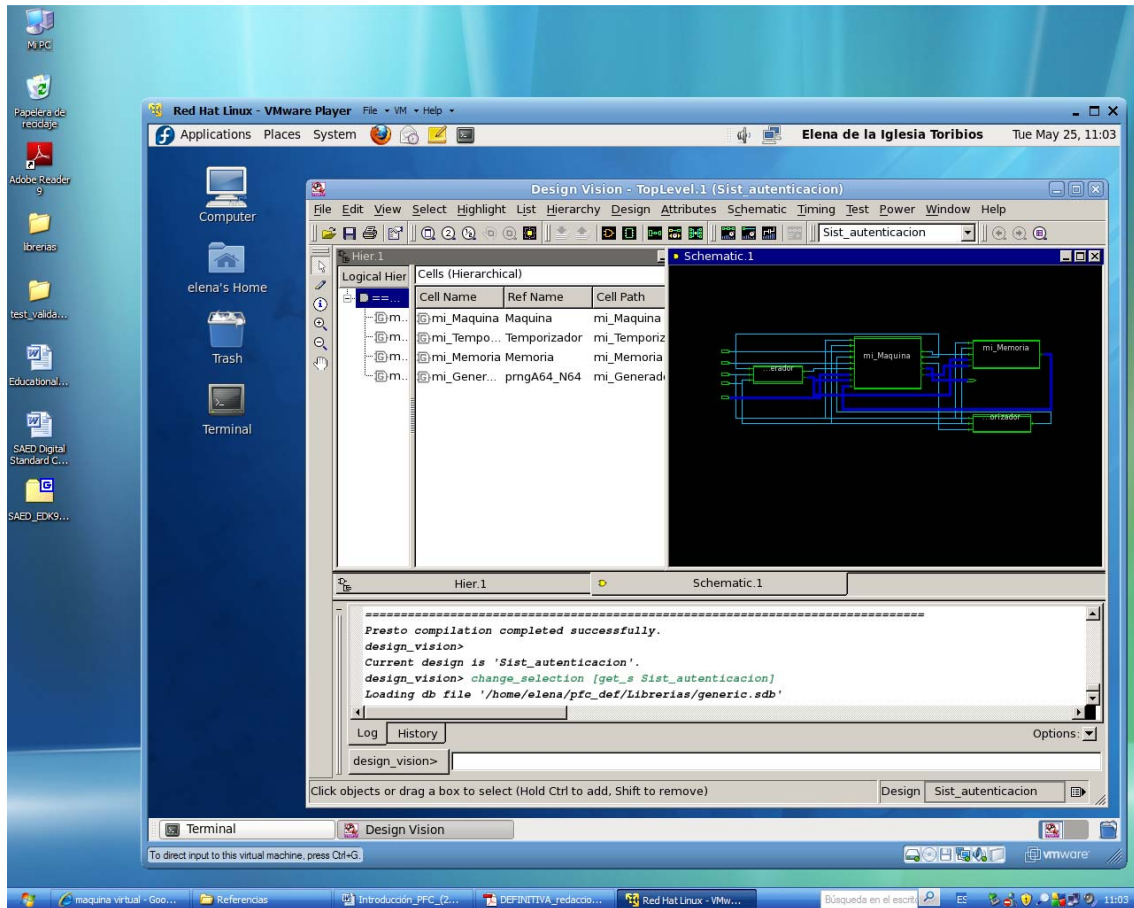 Mi PC
Papelera de
reciclaje
Adobe Reader
9
librerias
test_valida...
Educational...
SAED Digital
Standard C...
SAED_EDK9...
Red Hat Linux - VMware Player File VM Help
Applications Places System Elena de la Iglesia Toribios Tue May 25, 11:03
Computer
elena's Home
Trash
Terminal
Design Vision - TopLevel.1 (Sist_autenticacion)
File Edit View Select Highlight List Hierarchy Design Attributes Schematic Timing Test Power Window Help
Sist_autenticacion
Hier.1
Schematic.1
Logical Hier Cells (Hierarchical)
Cell Name Ref Name Cell Path
==...
m.. mi_Maquina Maquina mi_Maquina
m.. mi_Tempo... Temporizador mi_Temporiz
m.. mi_Memoria Memoria mi_Memoria
m.. mi_Gener... prngA64_N64 mi_Generad
mi_Maquina
mi_Memoria
...erador
...orizador
Hier.1 Schematic.1
================================================================================
Presto compilation completed successfully.
design_vision>
Current design is 'Sist_autenticacion'.
design_vision> change_selection [get_s Sist_autenticacion]
Loading db file '/home/elena/pfc_def/Librerias/generic.sdb'
Log History Options:
design_vision>
Click objects or drag a box to select (Hold Ctrl to add, Shift to remove) Design Sist_autenticacion
Terminal Design Vision
To direct input to this virtual machine, press Ctrl+G.
vmware
maquina virtual - Goo... Referencias Introducción_PFC_(2... DEFINITIVA_redaccio... Red Hat Linux - VMw... Búsqueda en el escrito ES 11:03